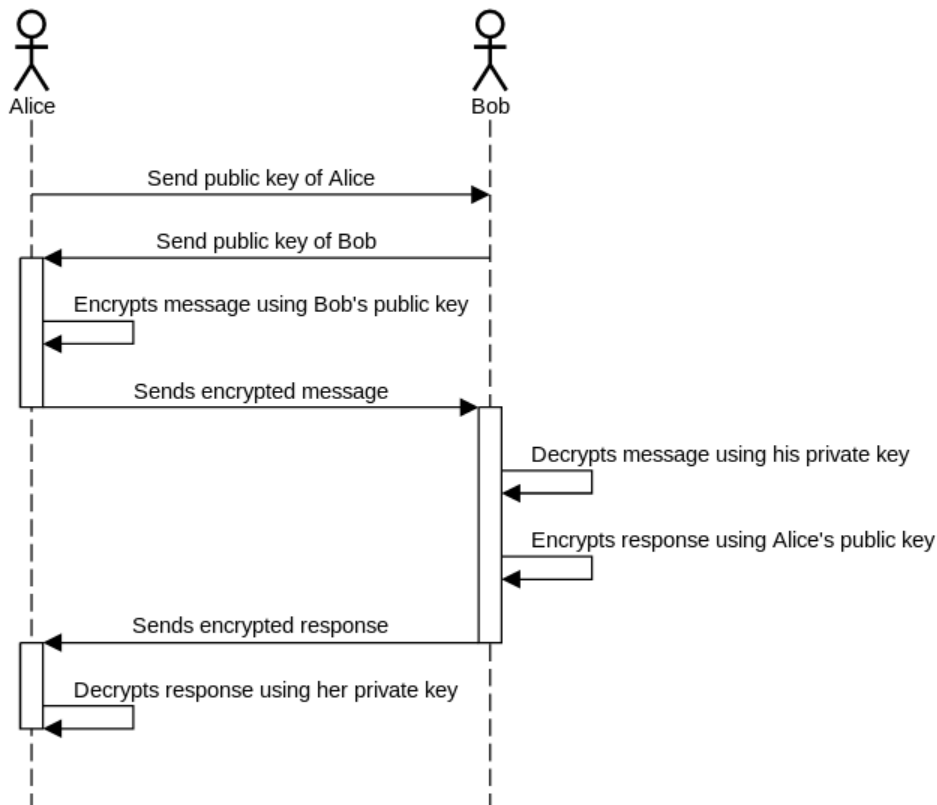 Alice
Bob
Send public key of Alice
Send public key of Bob
Encrypts message using Bob's public key
Sends encrypted message
Decrypts message using his private key
Encrypts response using Alice's public key
Sends encrypted response
Decrypts response using her private key